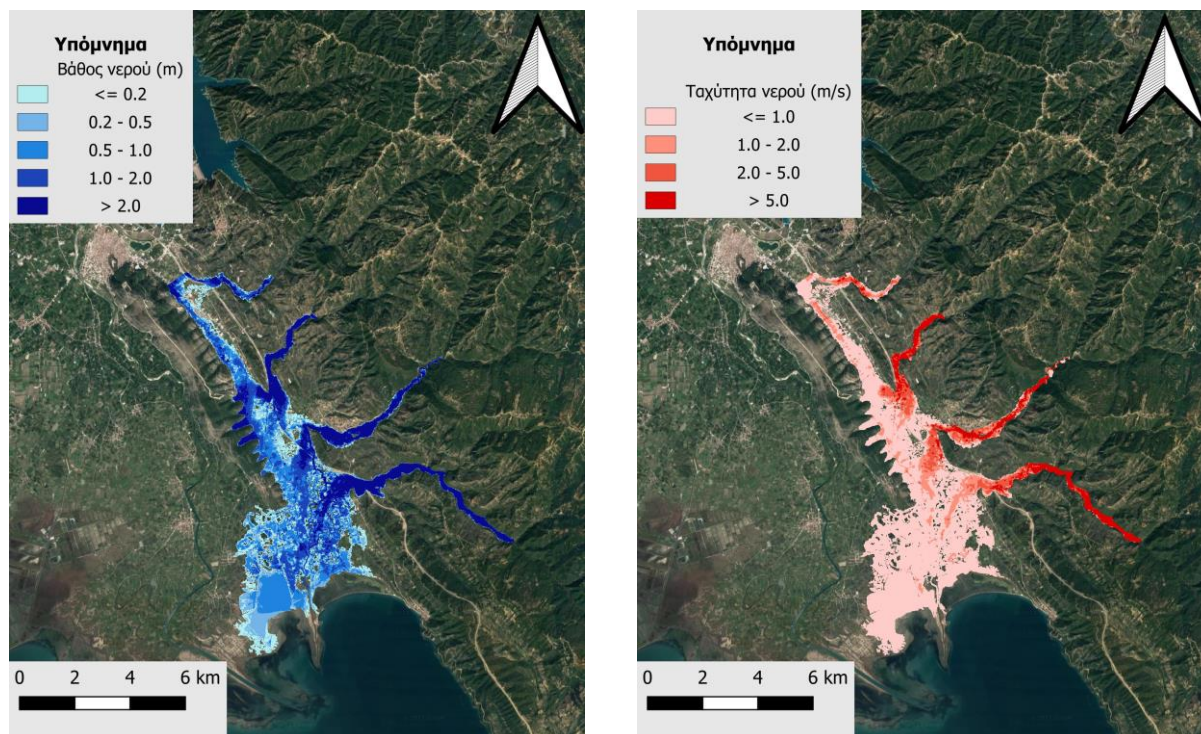 Υπόμνημα
Βάθος νερού (m)
<= 0.2
0.2 - 0.5
0.5 - 1.0
1.0 - 2.0
> 2.0
0 2 4 6 km
Υπόμνημα
Ταχύτητα νερού (m/s)
<= 1.0
1.0 - 2.0
2.0 - 5.0
> 5.0
0 2 4 6 km